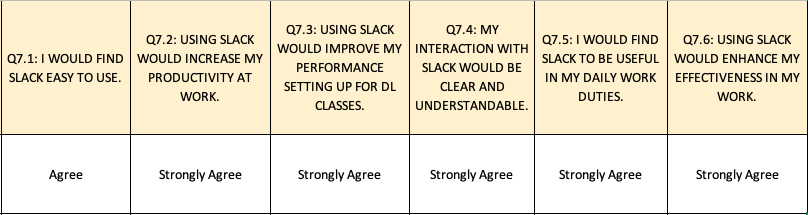 Q7.1: I WOULD FIND
SLACK EASY TO USE.
Q7.2: USING SLACK
WOULD INCREASE MY
PRODUCTIVITY AT
WORK.
Q7.3: USING SLACK
WOULD IMPROVE MY
PERFORMANCE
SETTING UP FOR DL
CLASSES.
Q7.4: MY
INTERACTION WITH
SLACK WOULD BE
CLEAR AND
UNDERSTANDABLE.
Q7.5: I WOULD FIND
SLACK TO BE USEFUL
IN MY DAILY WORK
DUTIES.
Q7.6: USING SLACK
WOULD ENHANCE MY
EFFECTIVENESS IN MY
WORK.
Agree
Strongly Agree
Strongly Agree
Strongly Agree
Strongly Agree
Strongly Agree